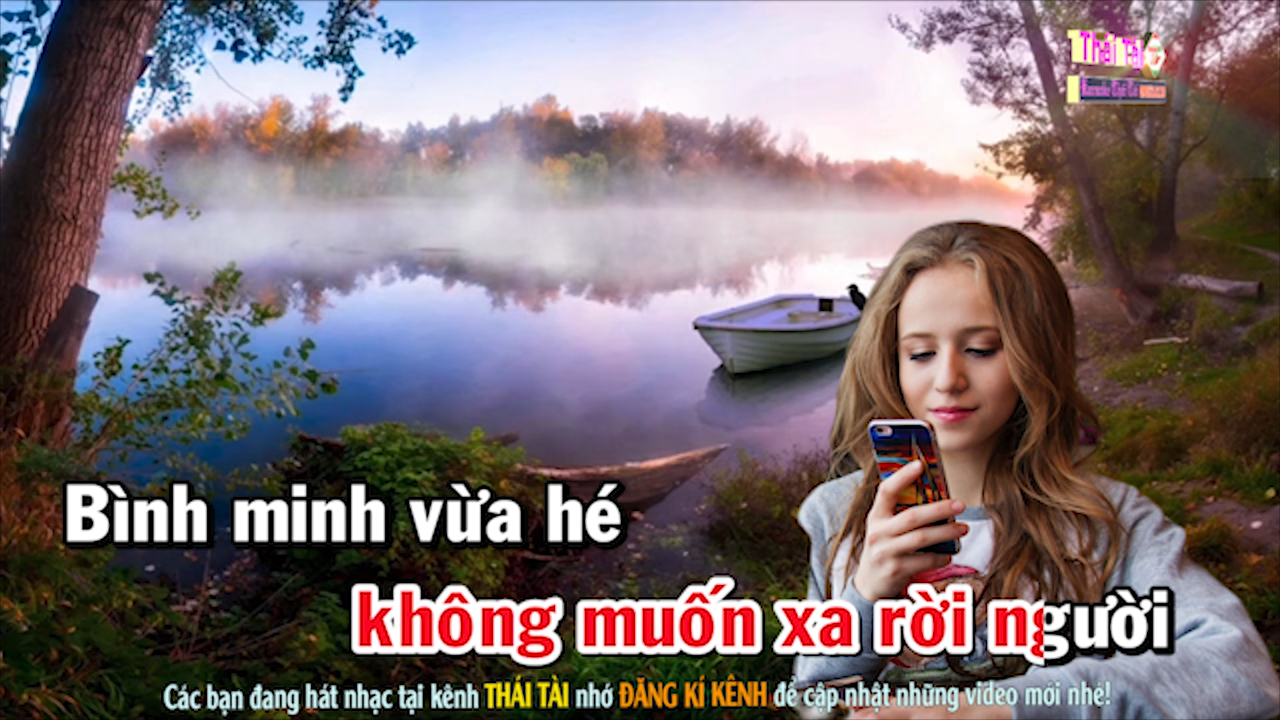 Thái Tài
Bình minh vừa hé
không muốn xa rời người
Các bạn đang hát nhạc tại kênh THÁI TÀI nhớ ĐĂNG KÍ KÊNH để cập nhật những video mới nhé!